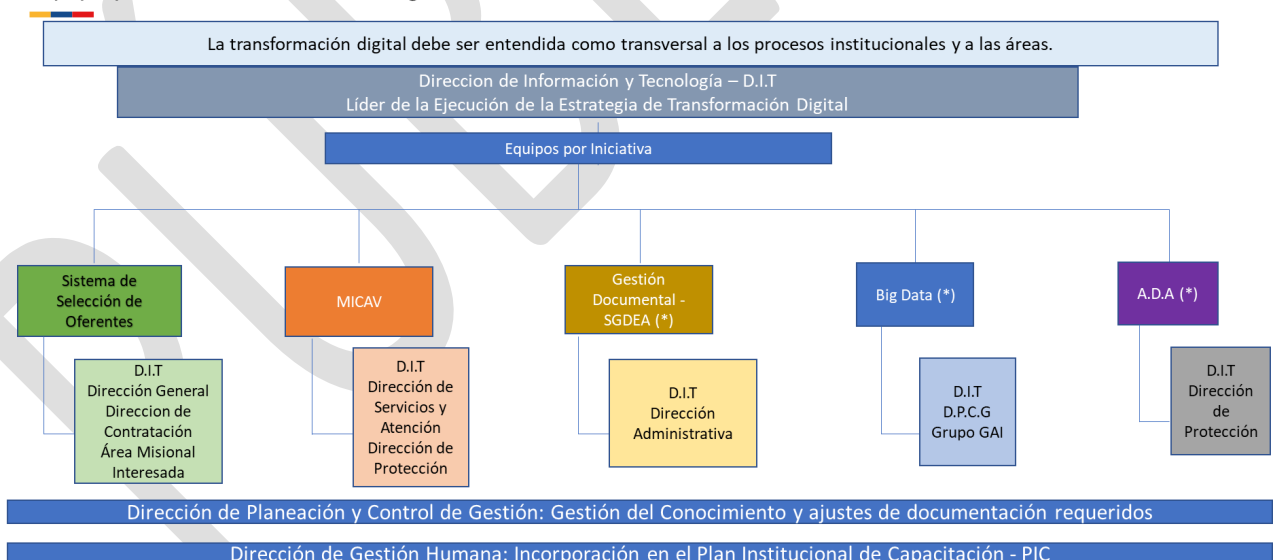 La transformación digital debe ser entendida como transversal a los procesos institucionales y a las áreas.
Direccion de Información y Tecnología – D.I.T
Líder de la Ejecución de la Estrategia de Transformación Digital
Equipos por Iniciativa
Sistema de
Selección de
Oferentes
D.I.T
Dirección General
Direccion de
Contratación
Área Misional
Interesada
MICAV
D.I.T
Dirección de
Servicios y
Atención
Dirección de
Protección
Gestión
Documental -
SGDEA (*)
D.I.T
Dirección
Administrativa
Big Data (*)
D.I.T
D.P.C.G
Grupo GAI
A.D.A (*)
D.I.T
Dirección
de
Protección
Dirección de Planeación y Control de Gestión: Gestión del Conocimiento y ajustes de documentación requeridos
Dirección de Gestión Humana: Incorporación en el Plan Institucional de Capacitación - PIC